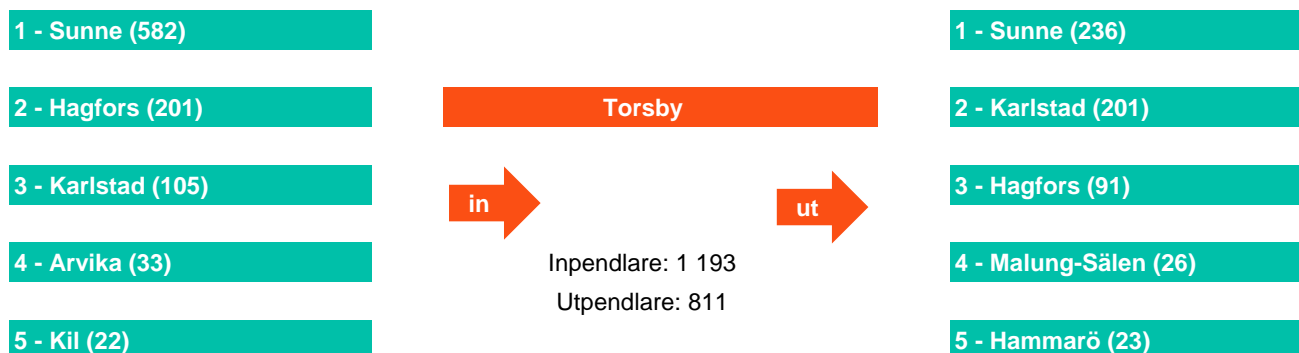 1 - Sunne (582)
2 - Hagfors (201)
3 - Karlstad (105)
4 - Arvika (33)
5 - Kil (22)
Torsby
in
ut
Inpendlare: 1 193
Utpendlare: 811
1 - Sunne (236)
2 - Karlstad (201)
3 - Hagfors (91)
4 - Malung-Sälen (26)
5 - Hammarö (23)